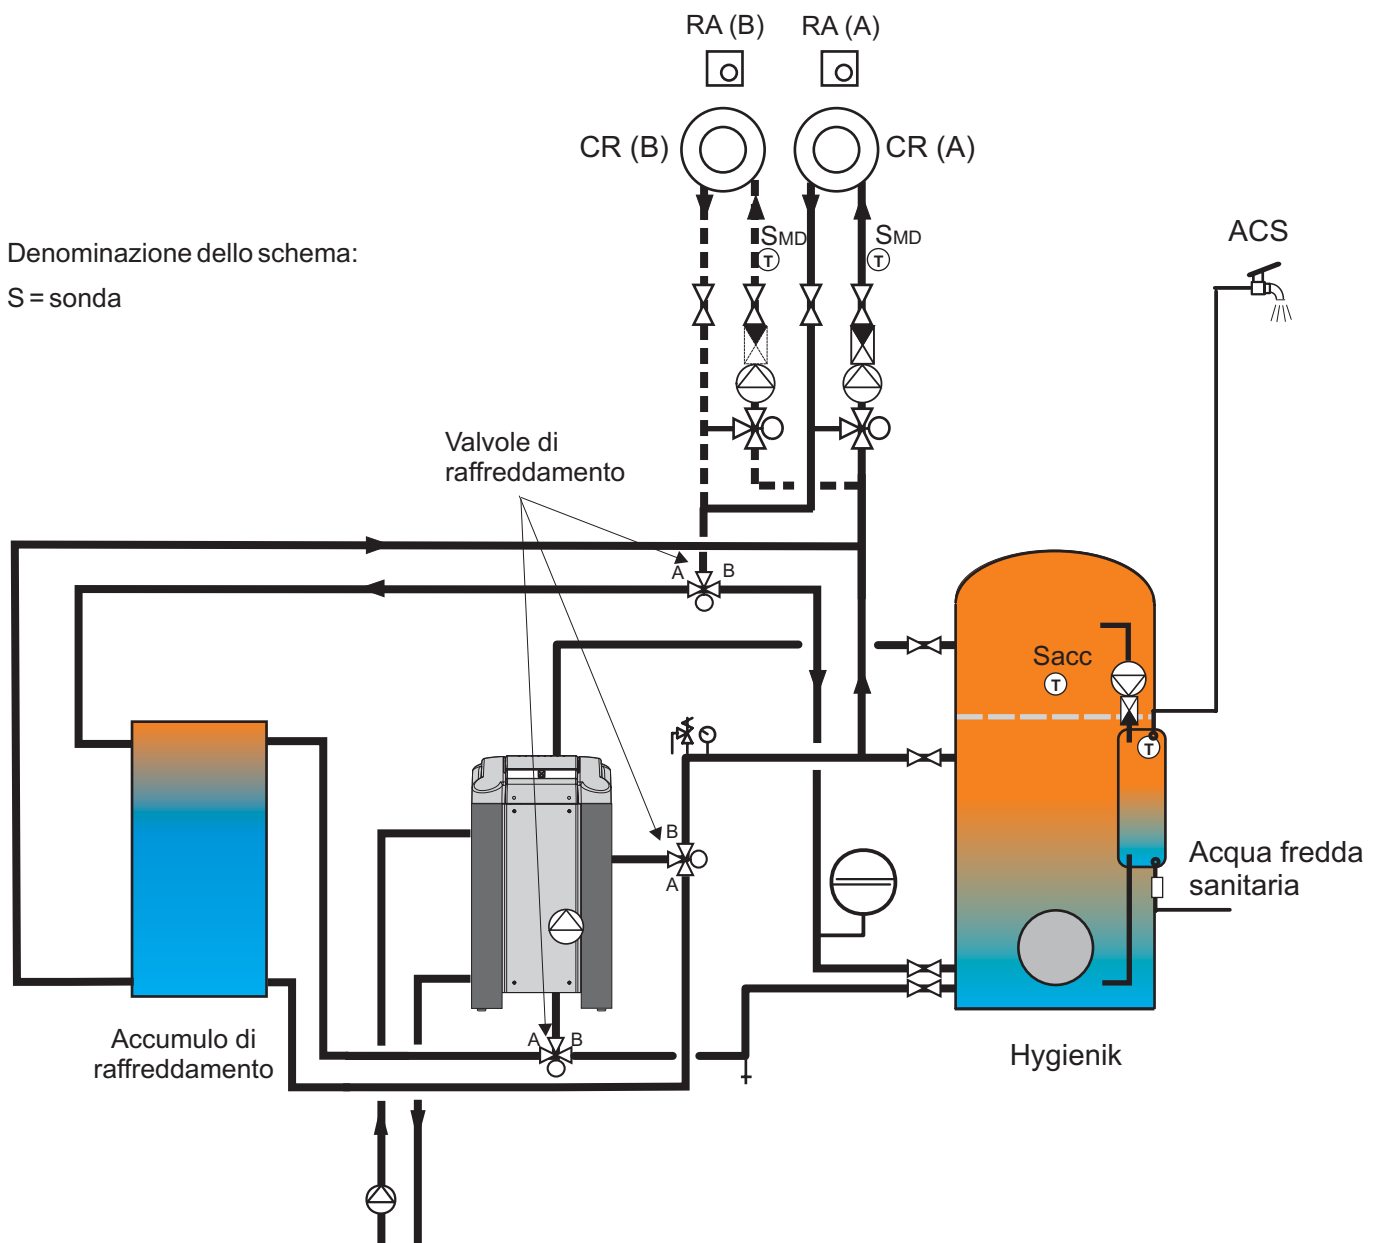 RA (B) RA (A)
CR (B) CR (A)
SMD SMD
T T
Denominazione dello schema:
S = sonda
ACS
Valvole di
raffreddamento
A B
Sacc
T
T
B
A
Acqua fredda
sanitaria
A B
Accumulo di
raffreddamento
Hygienik